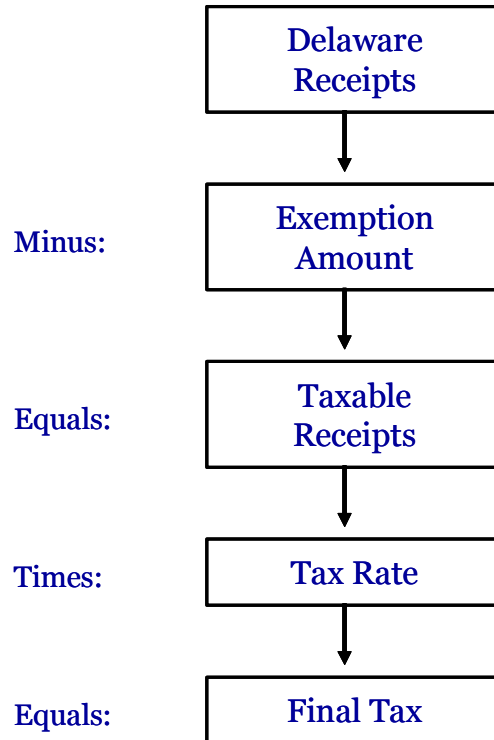 Delaware
Receipts
Minus:
Exemption
Amount
Equals:
Taxable
Receipts
Times:
Tax Rate
Equals:
Final Tax